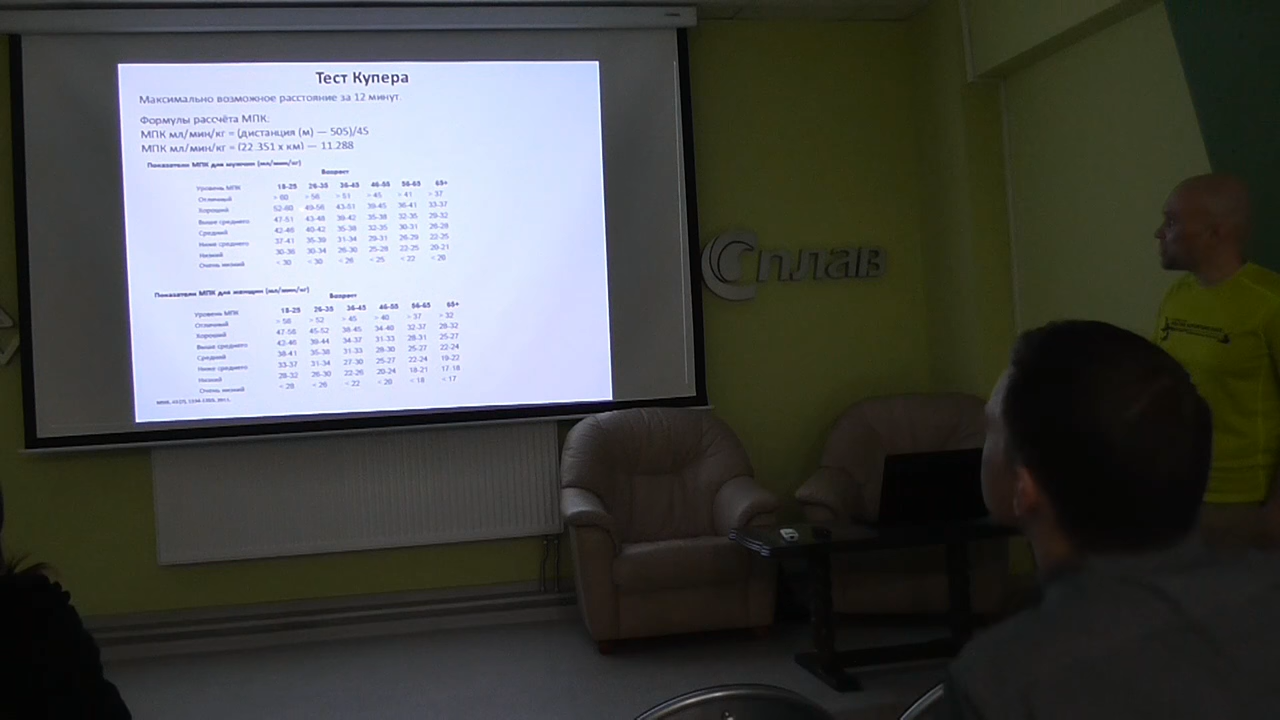 Тест Купера
Максимально возможное расстояние за 12 минут.
Формулы рассчёта МПК:
МПК мл/мин/кг = (дистанция (м) — 505)/45
МПК мл/мин/кг = (22.351 x км) — 11.288
Показатели МПК для мужчин (мл/мин/кг)
Возраст
Уровень МПК 18-25 26-35 36-45 46-55 56-65 65+
Отличный > 60 > 56 > 51 > 45 > 41 > 37
Хороший 52-60 49-56 43-51 39-45 36-41 33-37
Выше среднего 47-51 43-48 39-42 35-38 32-35 29-32
Средний 42-46 40-42 35-38 32-35 30-31 26-28
Ниже среднего 37-41 35-39 31-34 29-31 26-29 22-25
Низкий 30-36 30-34 26-30 25-28 22-25 20-21
Очень низкий < 30 < 30 < 26 < 25 < 22 < 20
Показатели МПК для женщин (мл/мин/кг)
Возраст
Уровень МПК 18-25 26-35 36-45 46-55 56-65 65+
Отличный > 56 > 52 > 45 > 40 > 37 > 32
Хороший 47-56 45-52 38-45 34-40 32-37 28-32
Выше среднего 42-46 39-44 34-37 31-33 28-31 25-27
Средний 38-41 35-38 31-33 28-30 25-27 22-24
Ниже среднего 33-37 31-34 27-30 25-27 22-24 19-22
Низкий 28-32 26-30 22-26 20-24 18-21 17-18
Очень низкий < 28 < 26 < 22 < 20 < 18 < 17
Сплав